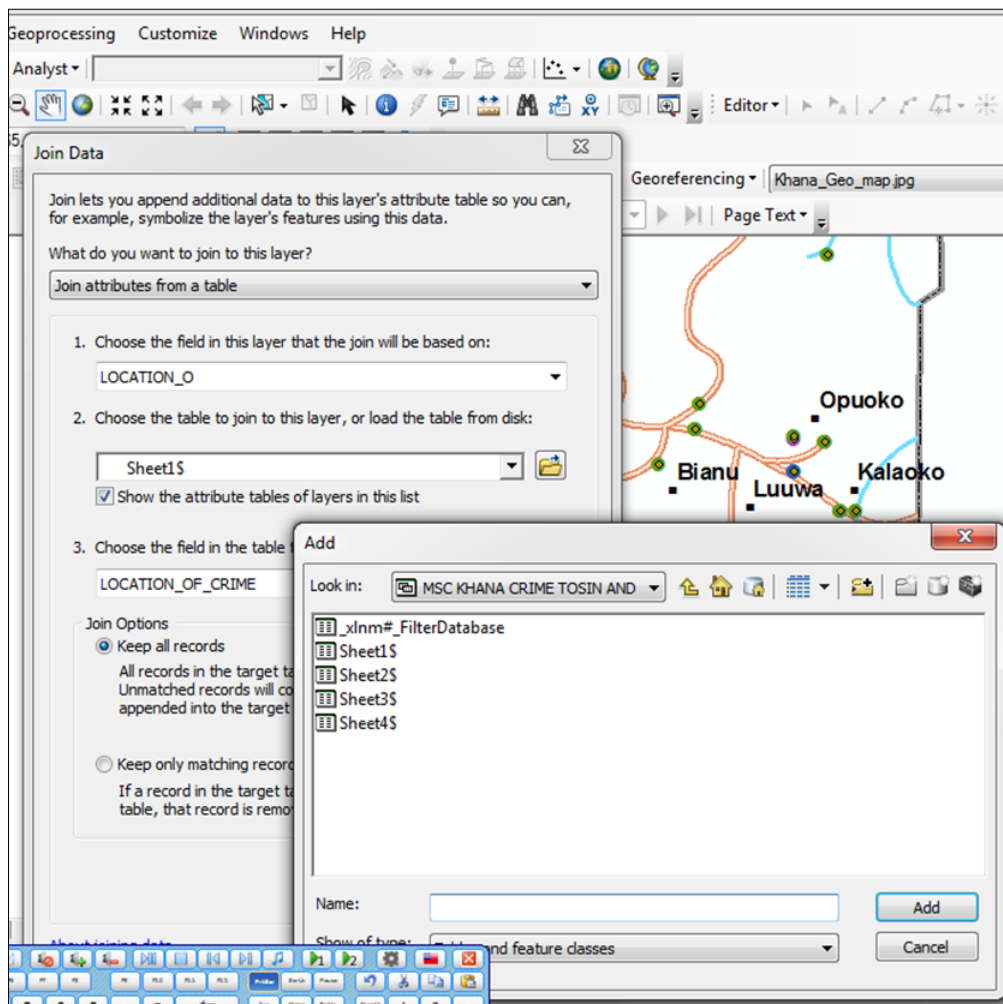 Geoprocessing Customize Windows Help
Analyst
Editor
Join Data
Georeferencing Khana_Geo_map.jpg
Page Text
Join lets you append additional data to this layer's attribute table so you can,
for example, symbolize the layer's features using this data.
What do you want to join to this layer?
Join attributes from a table
1. Choose the field in this layer that the join will be based on:
LOCATION_O
2. Choose the table to join to this layer, or load the table from disk:
Sheet1$
Show the attribute tables of layers in this list
3. Choose the field in the table
LOCATION_OF_CRIME
Join Options
Keep all records
All records in the target ta
Unmatched records will co
appended into the target
Keep only matching record
If a record in the target ta
table, that record is remo
About joining data
Opuoko
Bianu
Kalaoko
Luuwa
Add
Look in: MSC KHANA CRIME TOSIN AND
_xlnm#_FilterDatabase
Sheet1$
Sheet2$
Sheet3$
Sheet4$
Name:
Add
Show of type: and feature classes
Cancel